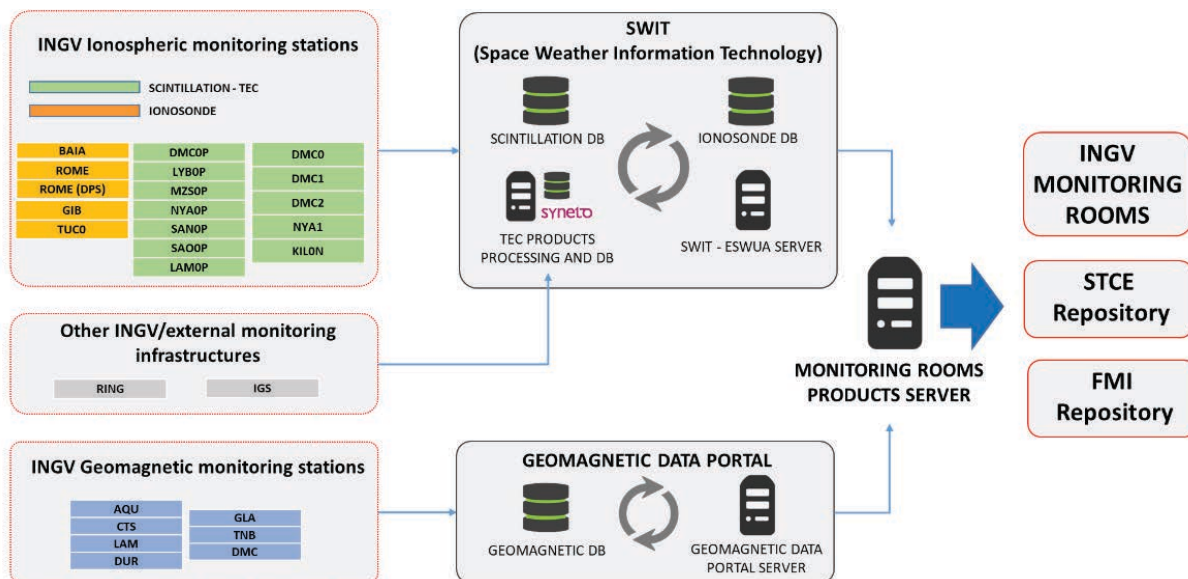 INGV Ionospheric monitoring stations
SCINTILLATION - TEC
IONOSONDE
BAIA
ROME
ROME (DPS)
GIB
TUC0
DMC0P
LYB0P
MZS0P
NYA0P
SAN0P
SAO0P
LAM0P
DMC0
DMC1
DMC2
NYA1
KIL0N
Other INGV/external monitoring
infrastructures
RING
IGS
INGV Geomagnetic monitoring stations
AQU
CTS
LAM
DUR
GLA
TNB
DMC
SWIT
(Space Weather Information Technology)
SCINTILLATION DB
IONOSONDE DB
syneto
TEC PRODUCTS
PROCESSING AND DB
SWIT - ESWUA SERVER
GEOMAGNETIC DATA PORTAL
GEOMAGNETIC DB
GEOMAGNETIC DATA
PORTAL SERVER
MONITORING ROOMS
PRODUCTS SERVER
INGV
MONITORING
ROOMS
STCE
Repository
FMI
Repository